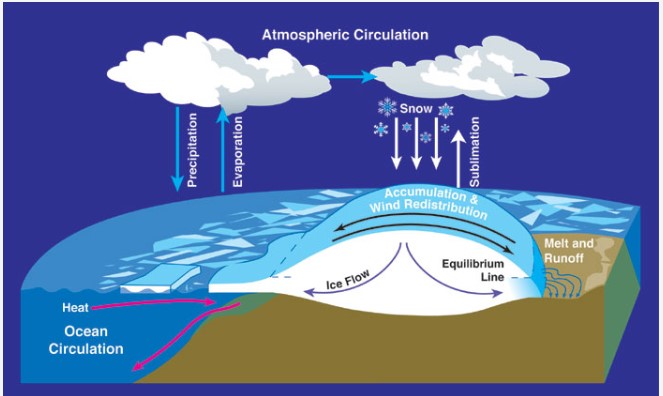 Atmospheric Circulation
Precipitation
Evaporation
Snow
Sublimation
Accumulation &
Wind Redistribution
Melt and
Runoff
Equilibrium
Line
Ice Flow
Heat
Ocean
Circulation